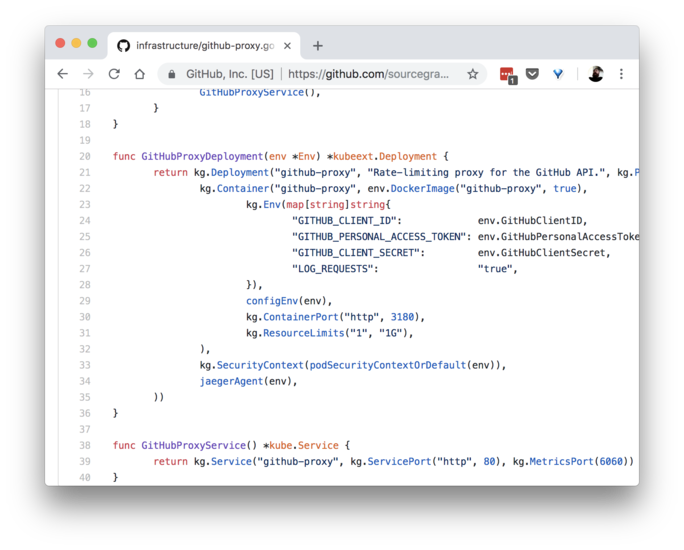 infrastructure/github-proxy.go
GitHub, Inc. [US] https://github.com/sourcegra...
1
16 GitHubProxyService(),
17 }
18 }
19
20 func GitHubProxyDeployment(env *Env) *kubeext.Deployment {
21 return kg.Deployment("github-proxy", "Rate-limiting proxy for the GitHub API.", kg.P
22 kg.Container("github-proxy", env.DockerImage("github-proxy", true),
23 kg.Env(map[string]string{
24 "GITHUB_CLIENT_ID": env.GitHubClientID,
25 "GITHUB_PERSONAL_ACCESS_TOKEN": env.GitHubPersonalAccessToke
26 "GITHUB_CLIENT_SECRET": env.GitHubClientSecret,
27 "LOG_REQUESTS": "true",
28 }),
29 configEnv(env),
30 kg.ContainerPort("http", 3180),
31 kg.ResourceLimits("1", "1G"),
32 ),
33 kg.SecurityContext(podSecurityContextOrDefault(env)),
34 jaegerAgent(env),
35 ))
36 }
37
38 func GitHubProxyService() *kube.Service {
39 return kg.Service("github-proxy", kg.ServicePort("http", 80), kg.MetricsPort(6060))
40 }